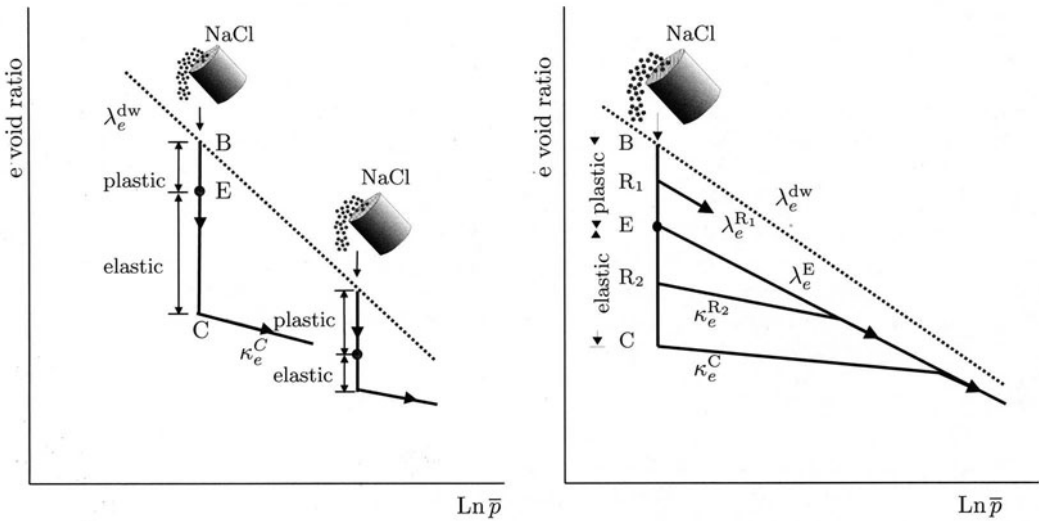 NaCl
λ_e^dw
B
plastic
E
NaCl
elastic
C
κ_e^C
plastic
elastic
e void ratio
Ln p̅
NaCl
B
plastic
R₁
λ_e^R₁
λ_e^dw
E
elastic
λ_e^E
R₂
κ_e^R₂
C
κ_e^C
e void ratio
Ln p̅